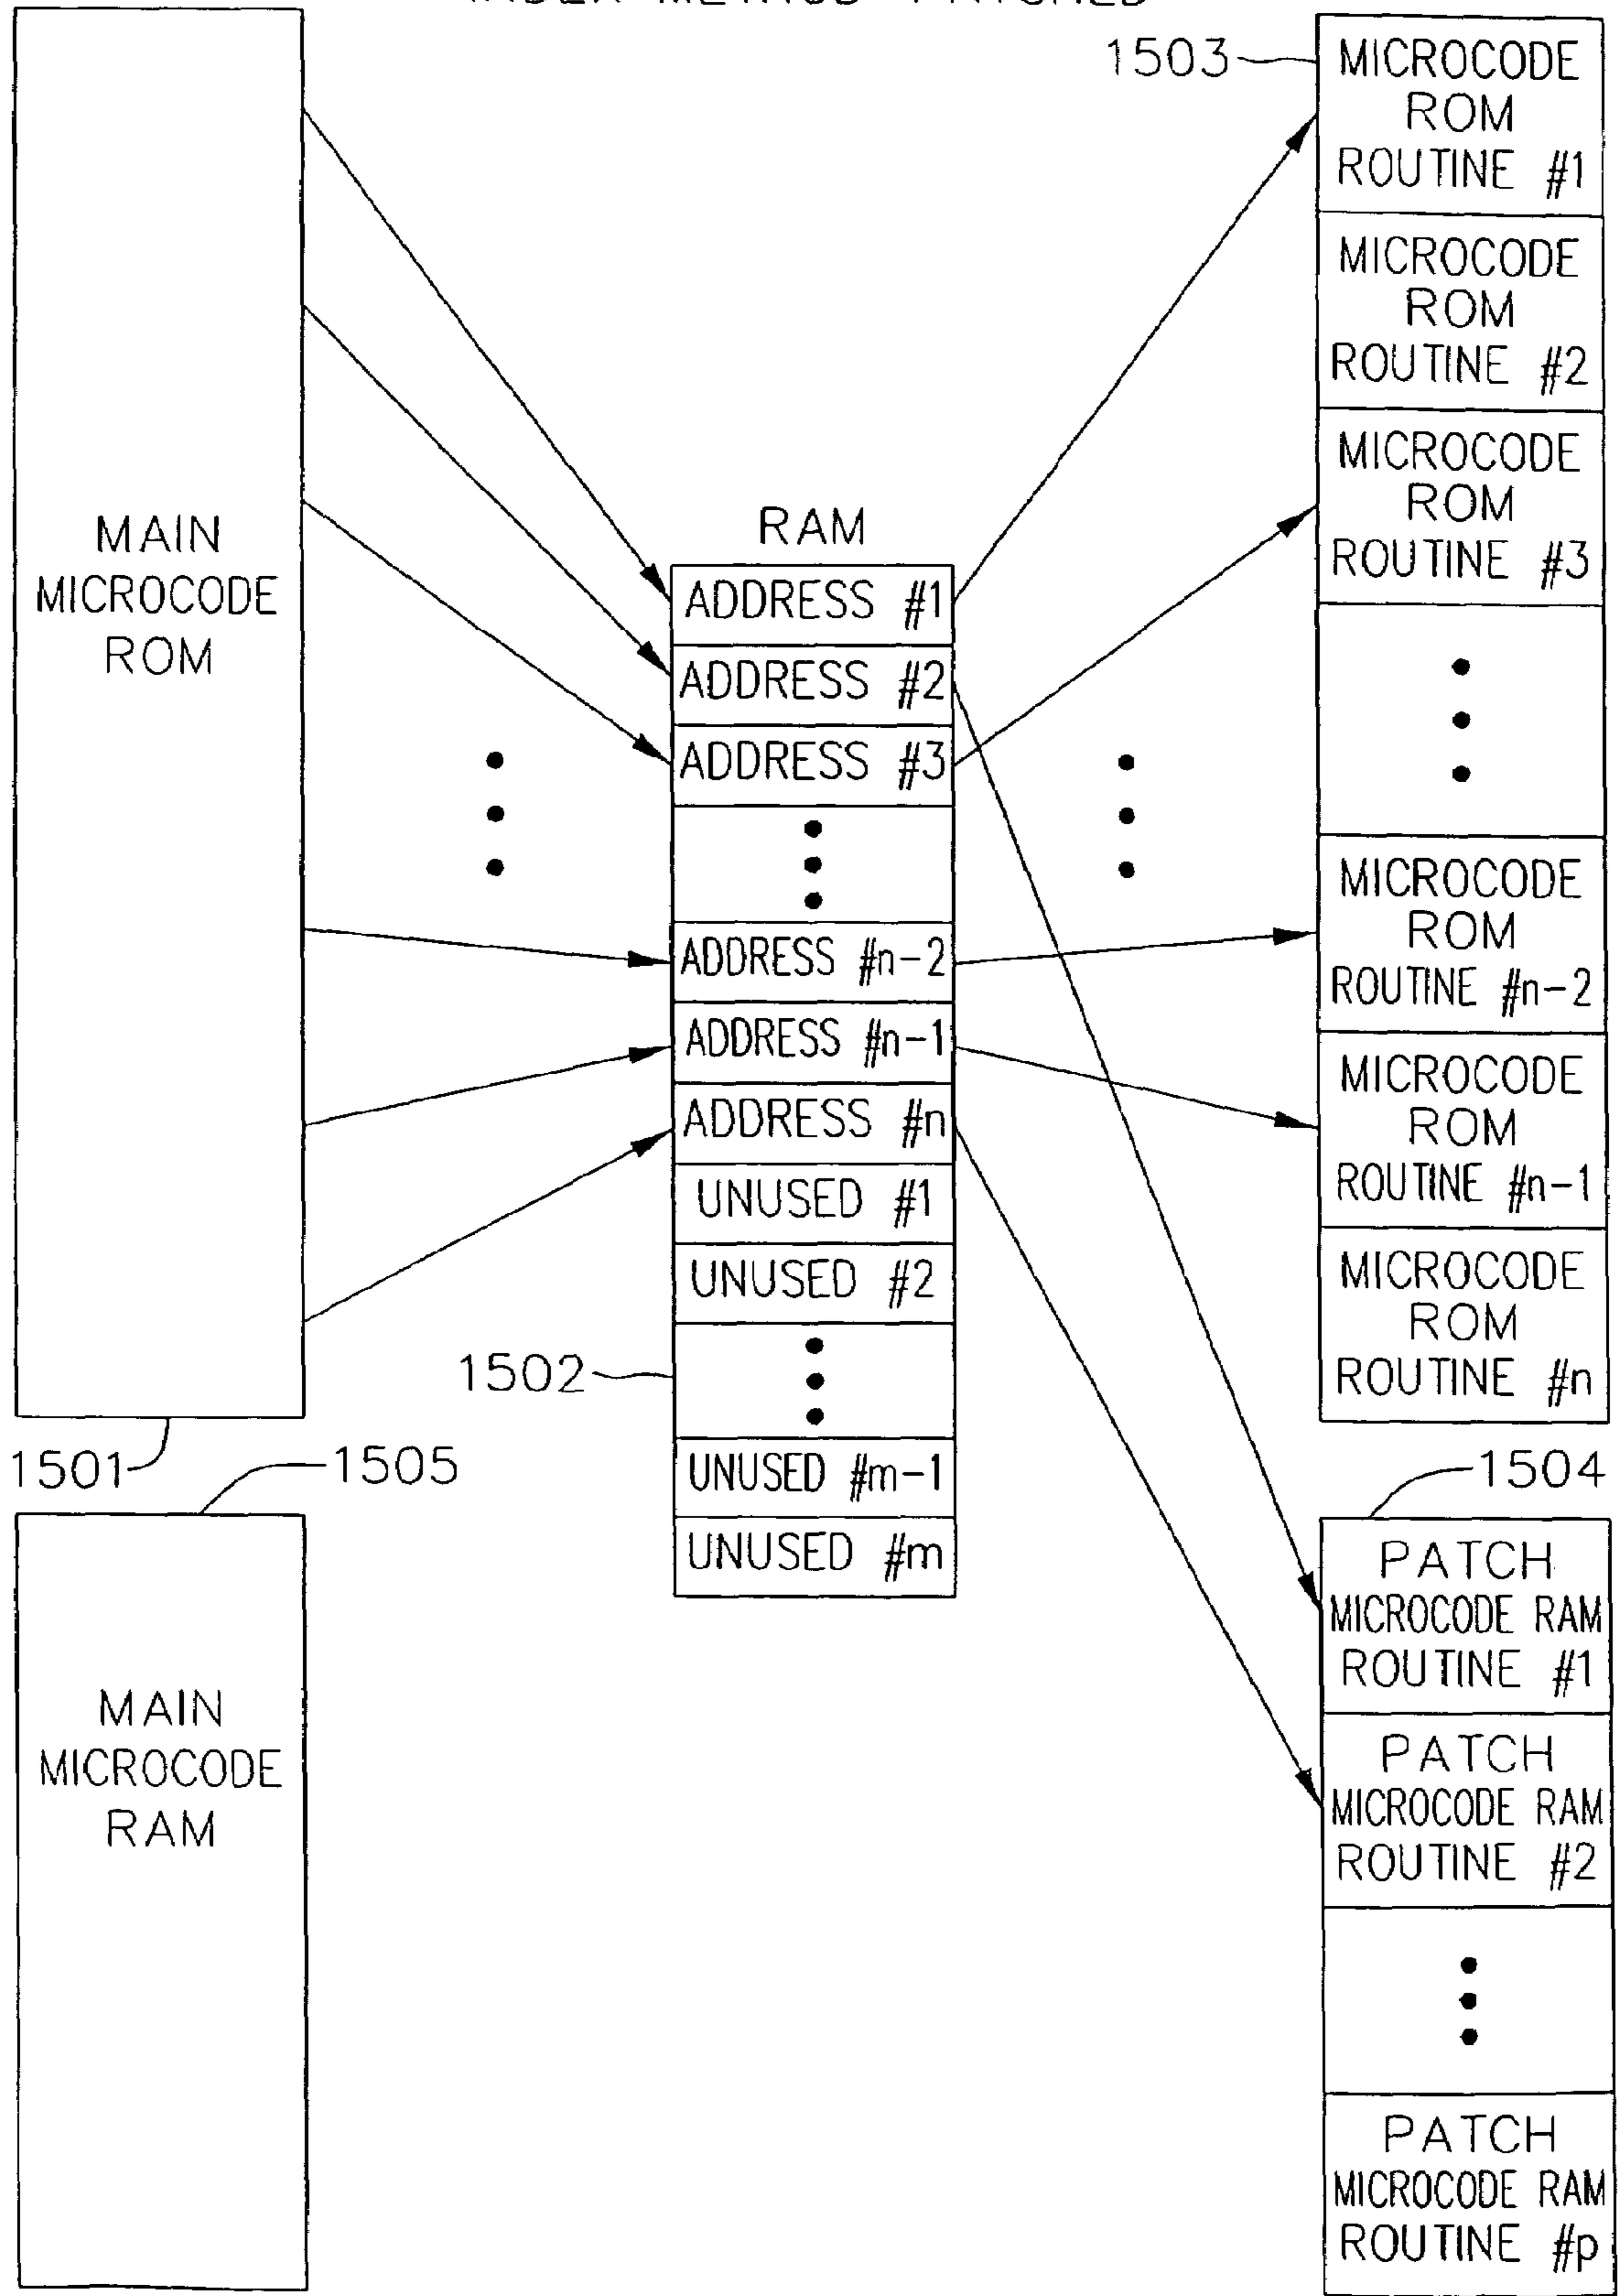 1503
MICROCODE
ROM
ROUTINE #1
MICROCODE
ROM
ROUTINE #2
MICROCODE
ROM
ROUTINE #3
MICROCODE
ROM
ROUTINE #n-2
MICROCODE
ROM
ROUTINE #n-1
MICROCODE
ROM
ROUTINE #n
MAIN
MICROCODE
ROM
1501
RAM
ADDRESS #1
ADDRESS #2
ADDRESS #3
ADDRESS #n-2
ADDRESS #n-1
ADDRESS #n
UNUSED #1
UNUSED #2
1502
UNUSED #m-1
UNUSED #m
1505
MAIN
MICROCODE
RAM
1504
PATCH
MICROCODE RAM
ROUTINE #1
PATCH
MICROCODE RAM
ROUTINE #2
PATCH
MICROCODE RAM
ROUTINE #p